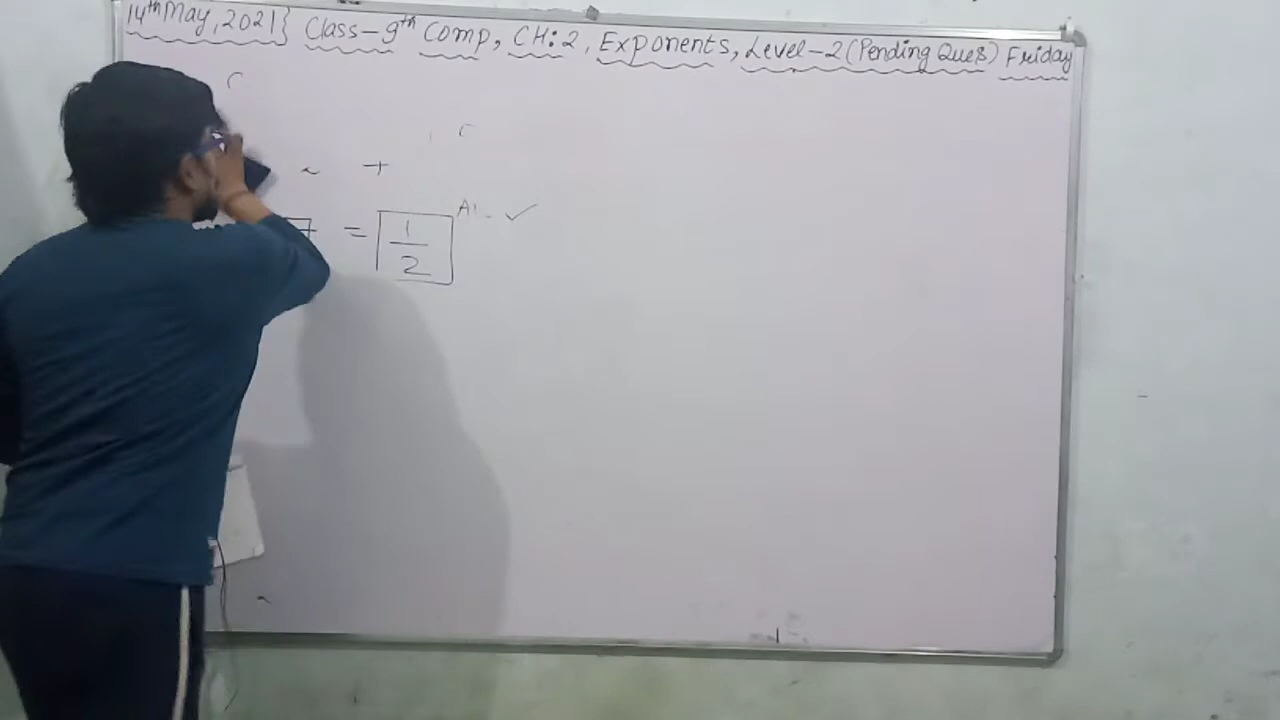 14th May, 2021} Class-9th Comp, CH:2, Exponents, Level-2 (Pending Ques) Friday
+
= 1/2 ✓